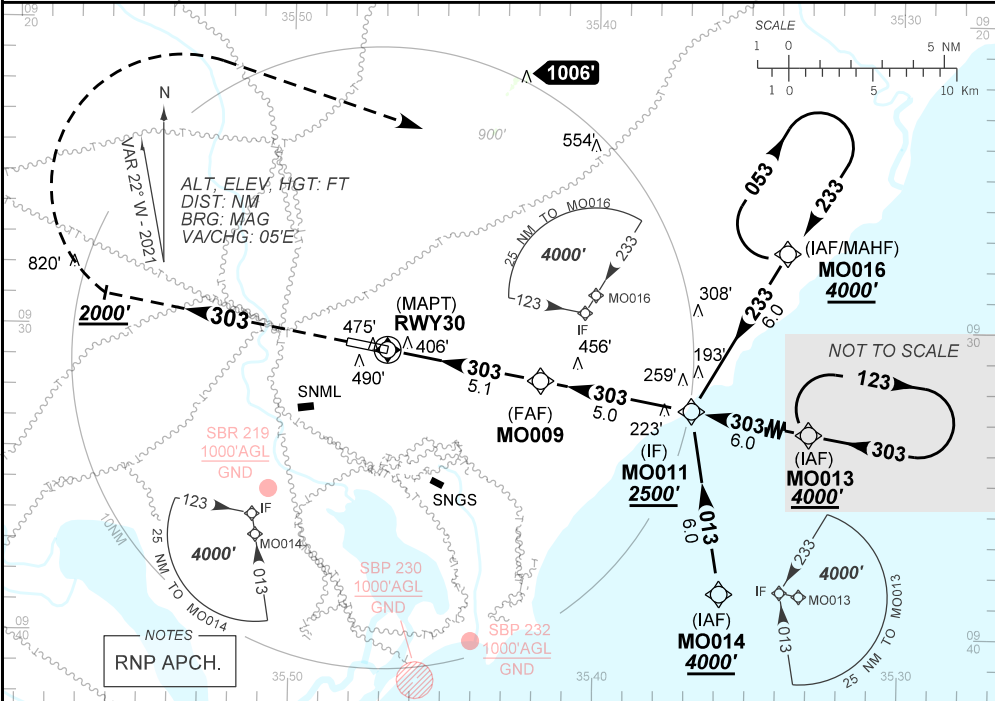 09
20
35 50
35 40
35 30
09
20
SCALE
1 0 5 NM
1 0 5 10 Km
1006'
N
VAR 22° W - 2021
ALT, ELEV, HGT: FT
DIST: NM
BRG: MAG
VA/CHG: 05'E
900'
554'
053
233
25 NM TO MO016
4000'
233
123
MO016
IF
(IAF/MAHF)
MO016
4000'
233
6.0
820'
2000'
303
09
30
(MAPT)
RWY30
475'
406'
490'
308'
456'
193'
259'
223'
09
30
NOT TO SCALE
123
303
303
5.1
303
5.0
303
6.0
(FAF)
MO009
(IF)
MO011
2500'
(IAF)
MO013
4000'
SNML
SBR 219
1000'AGL
GND
SNGS
123
IF
MO014
4000'
013
25 NM TO MO014
10NM
013
6.0
233
4000'
IF
MO013
013
25 NM TO MO013
SBP 230
1000'AGL
GND
SBP 232
1000'AGL
GND
(IAF)
MO014
4000'
09
40
NOTES
RNP APCH.
09
40
35 50
35 40
35 30